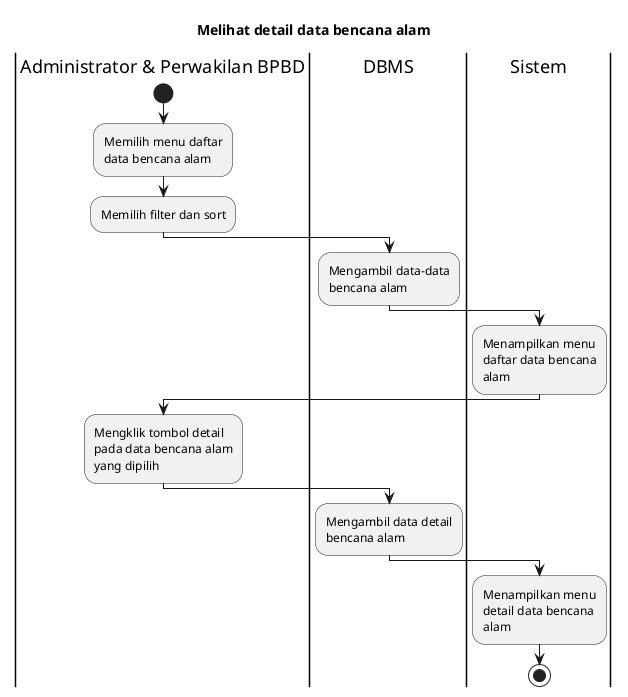 Melihat detail data bencana alam
Administrator & Perwakilan BPBD
DBMS
Sistem
Memilih menu daftar
data bencana alam
Memilih filter dan sort
Mengambil data-data
bencana alam
Menampilkan menu
daftar data bencana
alam
Mengklik tombol detail
pada data bencana alam
yang dipilih
Mengambil data detail
bencana alam
Menampilkan menu
detail data bencana
alam